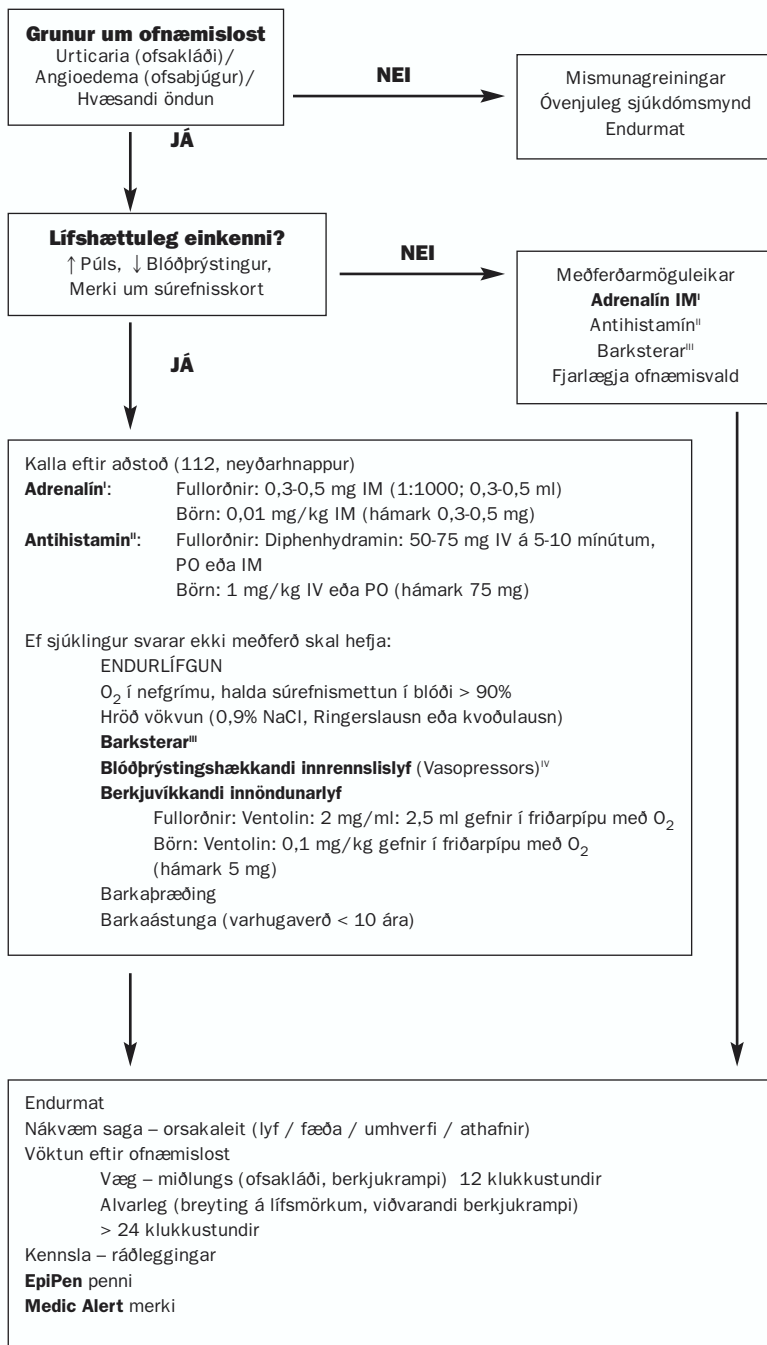 Grunur um ofnæmislost
Urticaria (ofsakláði)/
Angioedema (ofsabjúgur)/
Hvæsandi öndun
NEI
Mismunagreiningar
Óvenjuleg sjúkdómsmynd
Endurmat
JÁ
Lífshættuleg einkenni?
↑ Púls, ↓ Blóðþrýstingur,
Merki um súrefnisskort
NEI
Meðferðarmöguleikar
Adrenalín IMᴵ
Antihistamínᴵᴵ
Barksterarᴵᴵᴵ
Fjarlægja ofnæmisvald
JÁ
Kalla eftir aðstoð (112, neyðarhnappur)
Adrenalínᴵ: Fullorðnir: 0,3-0,5 mg IM (1:1000; 0,3-0,5 ml)
Börn: 0,01 mg/kg IM (hámark 0,3-0,5 mg)
Antihistaminᴵᴵ: Fullorðnir: Diphenhydramin: 50-75 mg IV á 5-10 mínútum,
PO eða IM
Börn: 1 mg/kg IV eða PO (hámark 75 mg)
Ef sjúklingur svarar ekki meðferð skal hefja:
ENDURLÍFGUN
O₂ í nefgrímu, halda súrefnismettun í blóði > 90%
Hröð vökvun (0,9% NaCl, Ringerslausn eða kvoðulausn)
Barksterarᴵᴵᴵ
Blóðþrýstingshækkandi innrennslislyf (Vasopressors)ᴵⱽ
Berkjuvíkkandi innöndunarlyf
Fullorðnir: Ventolin: 2 mg/ml: 2,5 ml gefnir í friðarpípu með O₂
Börn: Ventolin: 0,1 mg/kg gefnir í friðarpípu með O₂
(hámark 5 mg)
Barkaþræðing
Barkaástunga (varhugaverð < 10 ára)
Endurmat
Nákvæm saga – orsakaleit (lyf / fæða / umhverfi / athafnir)
Vöktun eftir ofnæmislost
Væg – miðlungs (ofsakláði, berkjukrampi) 12 klukkustundir
Alvarleg (breyting á lífsmörkum, viðvarandi berkjukrampi)
> 24 klukkustundir
Kennsla – ráðleggingar
EpiPen penni
Medic Alert merki